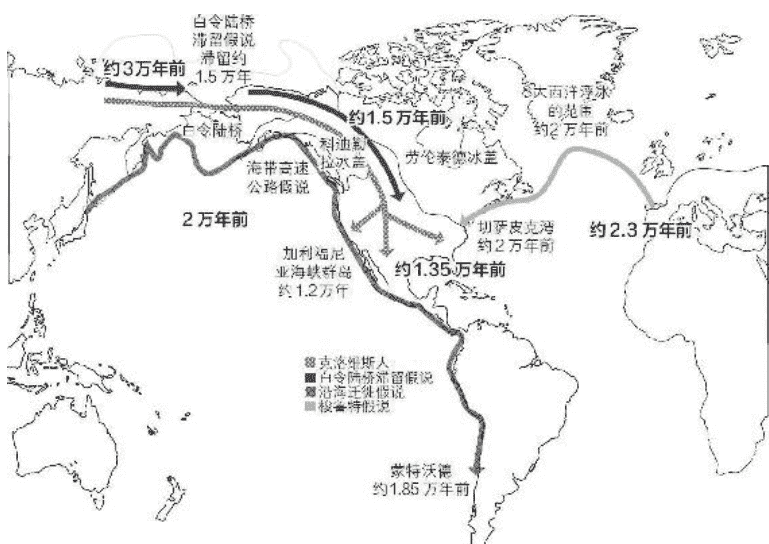 白令陆桥
滞留假说
滞留约
1.5万年
约3万年前
白令陆桥
约1.5万年前
大西洋浮冰
的范围
约2万年前
科迪勒
拉冰盖
劳伦泰德冰盖
海带高速
公路假说
2万年前
切萨皮克湾
约2万年前
约2.3万年前
加利福尼
亚海峡群岛
约1.2万年
约1.35万年前
克洛维斯人
白令陆桥滞留假说
沿海迁徙假说
梭鲁特假说
蒙特沃德
约1.85万年前